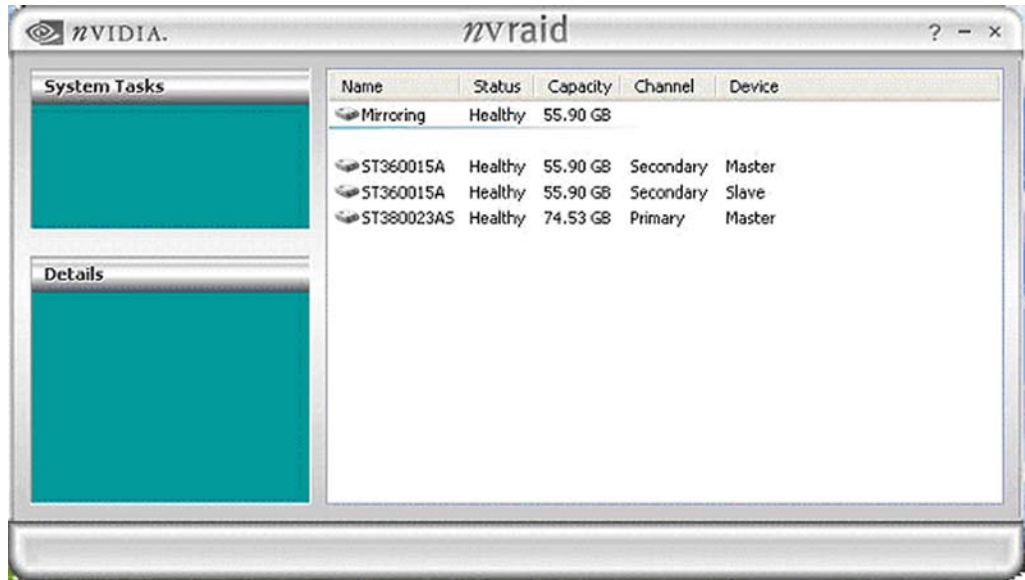 nVIDIA. nvraid ? - ×
System Tasks
Name Status Capacity Channel Device
Mirroring Healthy 55.90 GB
ST360015A Healthy 55.90 GB Secondary Master
ST360015A Healthy 55.90 GB Secondary Slave
ST380023AS Healthy 74.53 GB Primary Master
Details